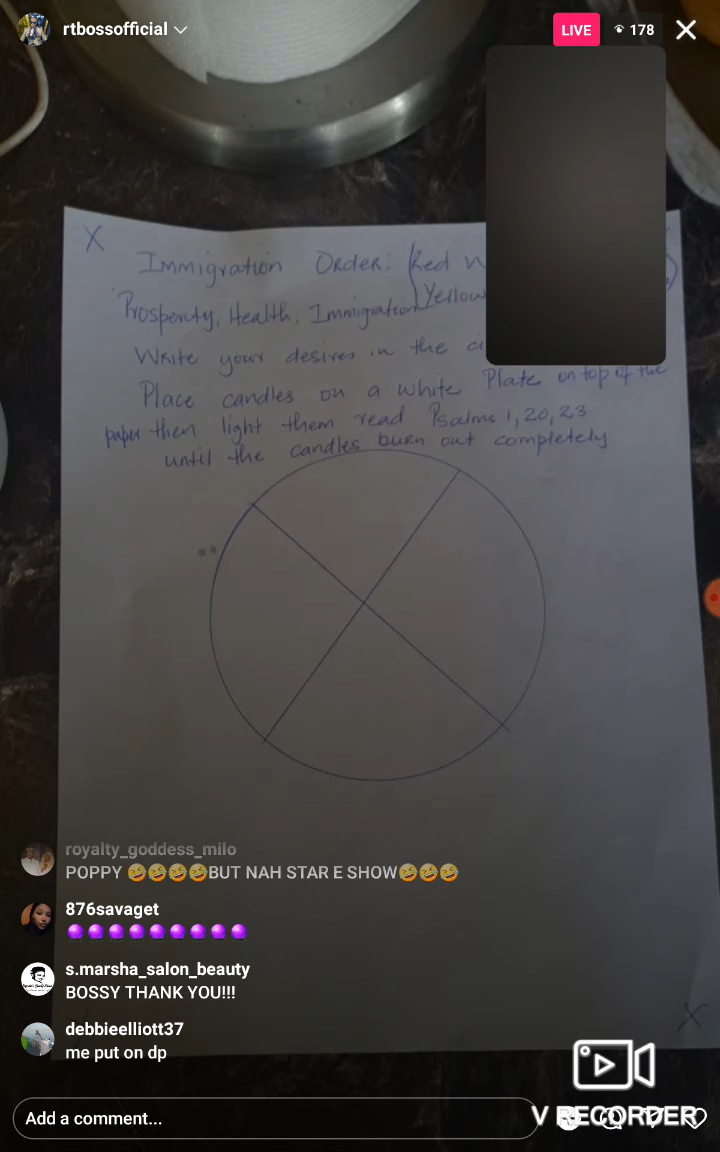 rtbossofficial
LIVE
178
X
Immigration Order: (Red
Prosperity, Health, Immigration Yellow
Write your desires in the
Place candles on a white Plate on top of the
paper then light them read Psalms 1, 20, 23
until the candles burn out completely
royalty_goddess_milo
POPPY 🤣🤣🤣🤣BUT NAH STAR E SHOW🤣🤣🤣
876savaget
🟣🟣🟣🟣🟣🟣🟣🟣🟣
s.marsha_salon_beauty
BOSSY THANK YOU!!!
debbieelliott37
me put on dp
X
Add a comment...
V RECORDER